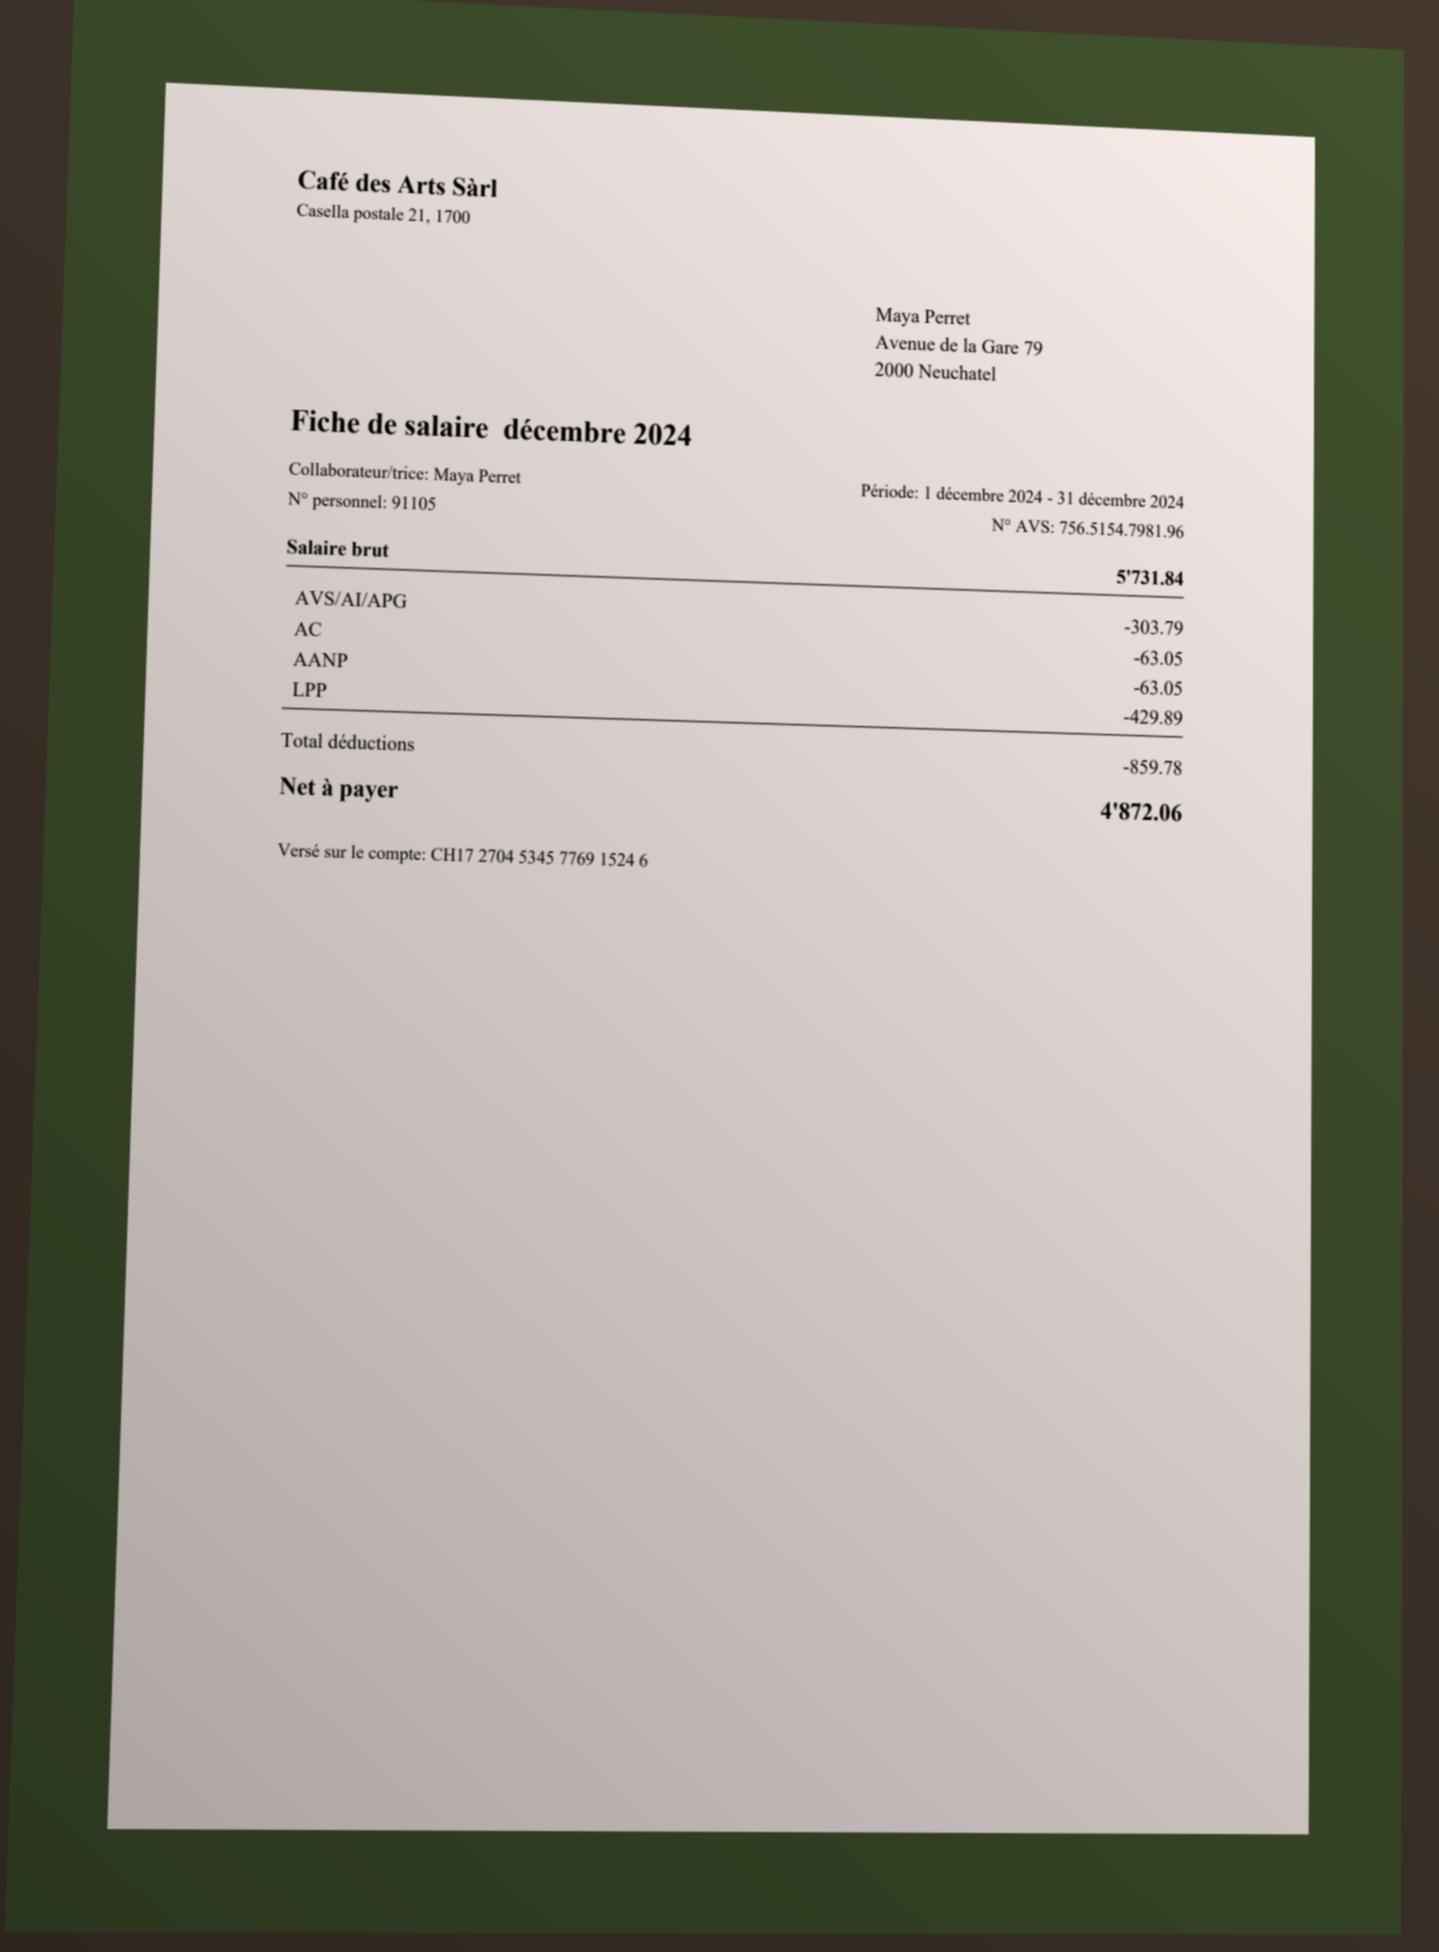 Café des Arts Sàrl
Casella postale 21, 1700
Maya Perret
Avenue de la Gare 79
2000 Neuchatel
Fiche de salaire décembre 2024
Collaborateur/trice: Maya Perret
Période: 1 décembre 2024 - 31 décembre 2024
N° personnel: 91105
N° AVS: 756.5154.7981.96
Salaire brut 5'731.84
AVS/AI/APG -303.79
AC -63.05
AANP -63.05
LPP -429.89
Total déductions -859.78
Net à payer 4'872.06
Versé sur le compte: CH17 2704 5345 7769 1524 6